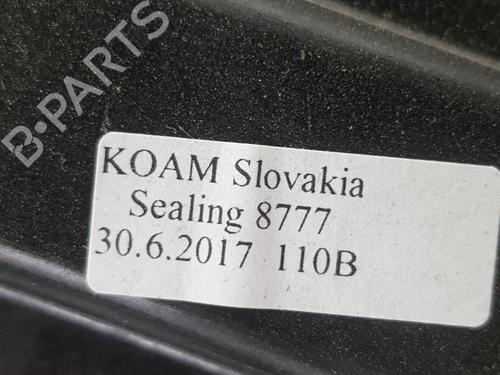 B-PARTS
KOAM Slovakia
Sealing 8777
30.6.2017 110B